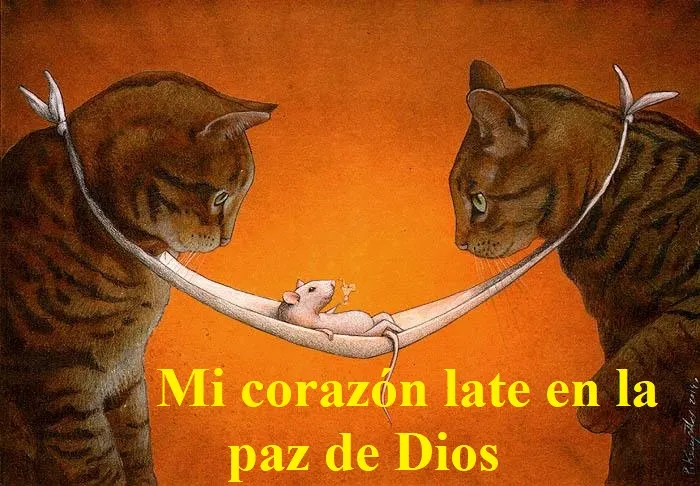 Mi corazón late en la
paz de Dios